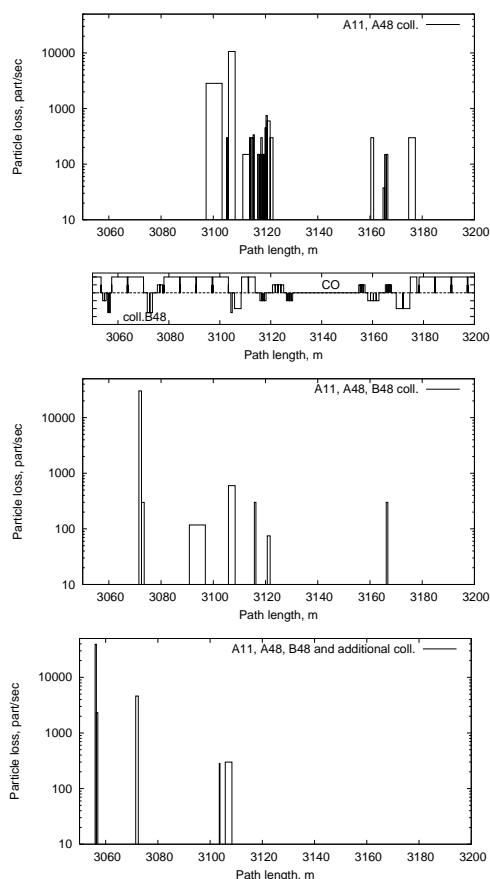 A11, A48 coll.
10000
1000
100
10
Particle loss, part/sec
3060 3080 3100 3120 3140 3160 3180 3200
Path length, m
CO
coll.B48
3060 3080 3100 3120 3140 3160 3180 3200
Path length, m
A11, A48, B48 coll.
10000
1000
100
10
Particle loss, part/sec
3060 3080 3100 3120 3140 3160 3180 3200
Path length, m
A11, A48, B48 and additional coll.
10000
1000
100
10
Particle loss, part/sec
3060 3080 3100 3120 3140 3160 3180 3200
Path length, m